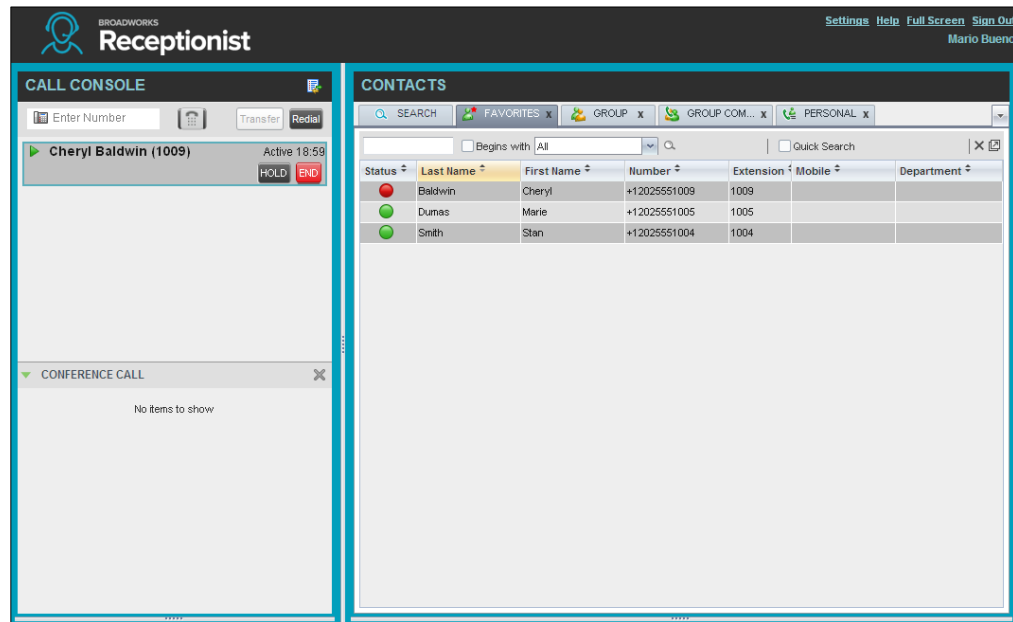 BROADWORKS
Receptionist
Settings Help Full Screen Sign Out
Mario Bueno
CALL CONSOLE
Enter Number Transfer Redial
Cheryl Baldwin (1009) Active 18:59
HOLD END
CONFERENCE CALL
No items to show
CONTACTS
SEARCH FAVORITES x GROUP x GROUP COM... x PERSONAL x
Begins with All Quick Search
Status Last Name First Name Number Extension Mobile Department
Baldwin Cheryl +12025551009 1009
Dumas Marie +12025551005 1005
Smith Stan +12025551004 1004